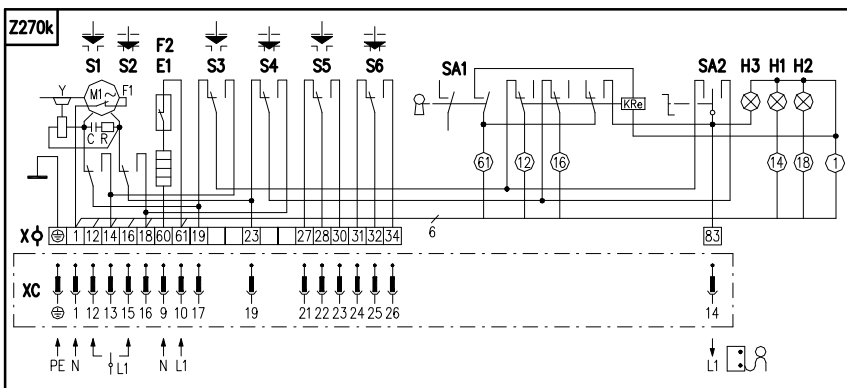 Z270k
F2
S1 S2 E1 S3 S4 S5 S6 SA1 SA2 H3 H1 H2
Y M1 ~ F1
KRe
C R
61 12 16 14 18 1
6
X 1 12 14 16 18 60 61 19 23 27 28 30 31 32 34 83
XC
1 12 13 15 16 9 10 17 19 21 22 23 24 25 26 14
PE N L1 N L1 L1